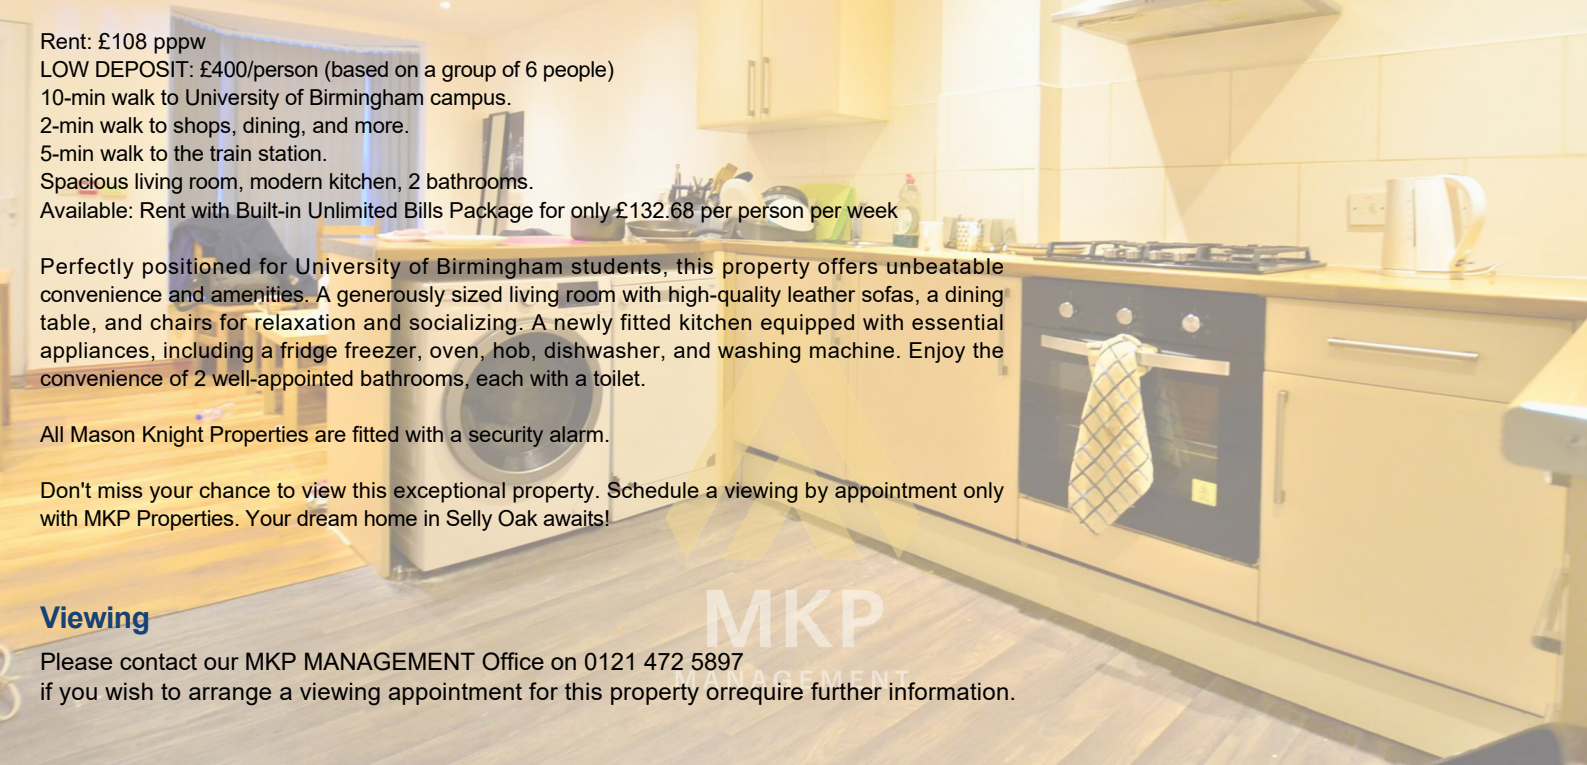 Rent: £108 pppw
LOW DEPOSIT: £400/person (based on a group of 6 people)
10-min walk to University of Birmingham campus.
2-min walk to shops, dining, and more.
5-min walk to the train station.
Spacious living room, modern kitchen, 2 bathrooms.
Available: Rent with Built-in Unlimited Bills Package for only £132.68 per person per week
Perfectly positioned for University of Birmingham students, this property offers unbeatable
convenience and amenities. A generously sized living room with high-quality leather sofas, a dining
table, and chairs for relaxation and socializing. A newly fitted kitchen equipped with essential
appliances, including a fridge freezer, oven, hob, dishwasher, and washing machine. Enjoy the
convenience of 2 well-appointed bathrooms, each with a toilet.
All Mason Knight Properties are fitted with a security alarm.
Don't miss your chance to view this exceptional property. Schedule a viewing by appointment only
with MKP Properties. Your dream home in Selly Oak awaits!
Viewing
Please contact our MKP MANAGEMENT Office on 0121 472 5897
if you wish to arrange a viewing appointment for this property orrequire further information.
MKP
MANAGEMENT